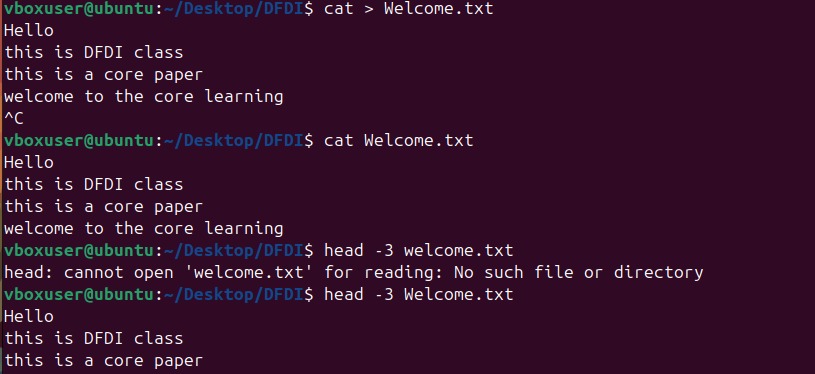 vboxuser@ubuntu:~/Desktop/DFDI$ cat > Welcome.txt
Hello
this is DFDI class
this is a core paper
welcome to the core learning
^C
vboxuser@ubuntu:~/Desktop/DFDI$ cat Welcome.txt
Hello
this is DFDI class
this is a core paper
welcome to the core learning
vboxuser@ubuntu:~/Desktop/DFDI$ head -3 welcome.txt
head: cannot open 'welcome.txt' for reading: No such file or directory
vboxuser@ubuntu:~/Desktop/DFDI$ head -3 Welcome.txt
Hello
this is DFDI class
this is a core paper